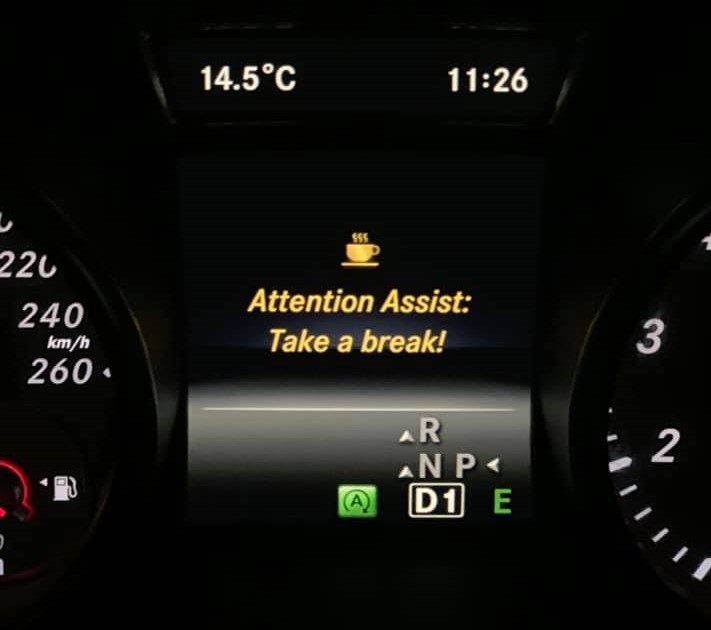 14.5°C 11:26
Attention Assist:
Take a break!
220
240
km/h
260
R
N P
A D1 E
3
2